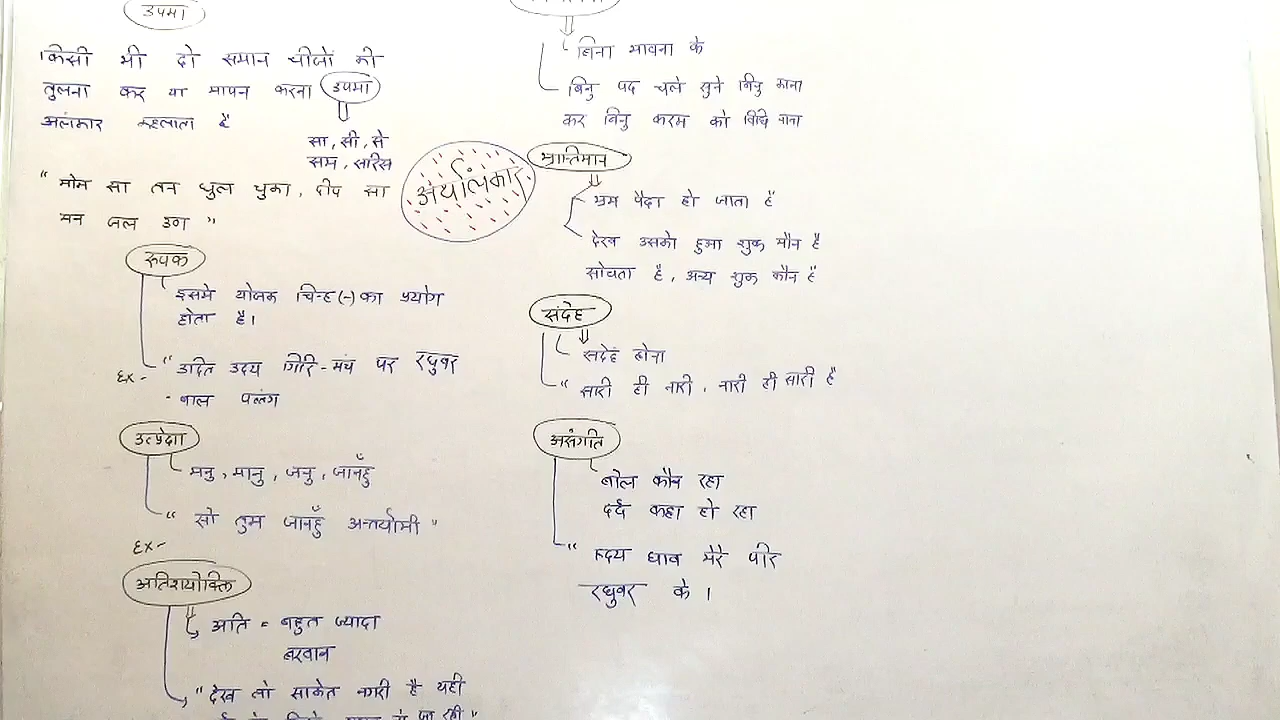 उपमा
किसी भी दो समान चीजों की
तुलना कर या मापन करना उपमा
अलंकार कहलाता है
सा, सी, से
सम, सरिस
"मोम सा तन धुल चुका, दीप सा
मन जल उठा"
अर्थालंकार
रूपक
इसमे योजक चिन्ह (-) का प्रयोग
होता है।
Ex- "उदित उदय गिरि-मंच पर रघुवर
- बाल पतंग
उत्प्रेक्षा
मनु, मानु, जनु, जानहुँ
"सो तुम जानहुँ अन्तर्यामी"
Ex-
अतिशयोक्ति
अति = बहुत ज्यादा
बखान
"देख लो साकेत नगरी है यही
जा रही"
बिना भावना के
बिनु पद चले सुने बिनु काना
कर बिनु करम को विधि नाना
भ्रान्तिमान
भ्रम पैदा हो जाता है
देख उसको हुआ शुक मौन है
सोचता है, अन्य शुक कौन है
संदेह
संदेह होना
"सारी ही नारी, नारी ही सारी है
असंगति
बोल कौन रहा
दर्द कहा हो रहा
"हृदय घाव मेरे पीर
रघुवर के।